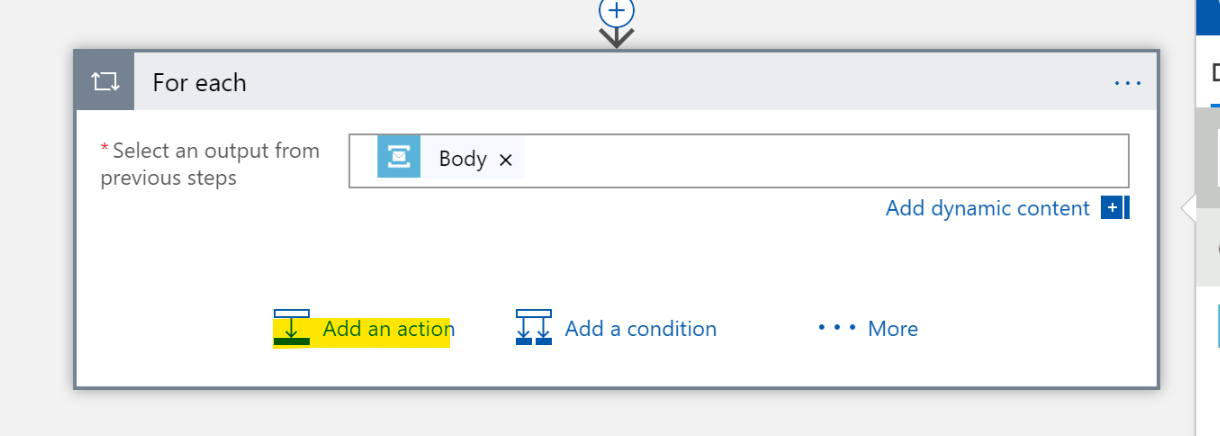 For each
...
* Select an output from
previous steps
Body ×
Add dynamic content +
Add an action
Add a condition
... More